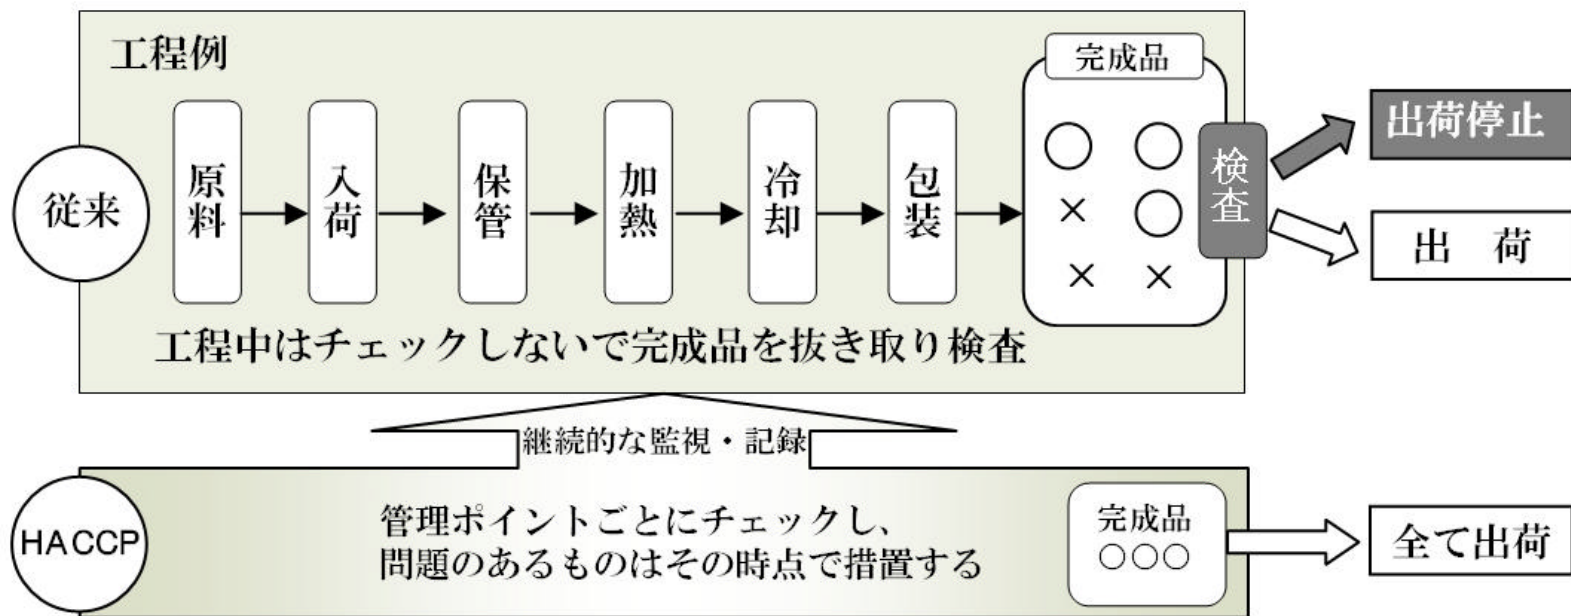 工程例
完成品
従来
原料
入荷
保管
加熱
冷却
包装
○ ○
× ○
× ×
検査
出荷停止
出 荷
工程中はチェックしないで完成品を抜き取り検査
継続的な監視・記録
HACCP
管理ポイントごとにチェックし、
問題のあるものはその時点で措置する
完成品
○○○
全て出荷